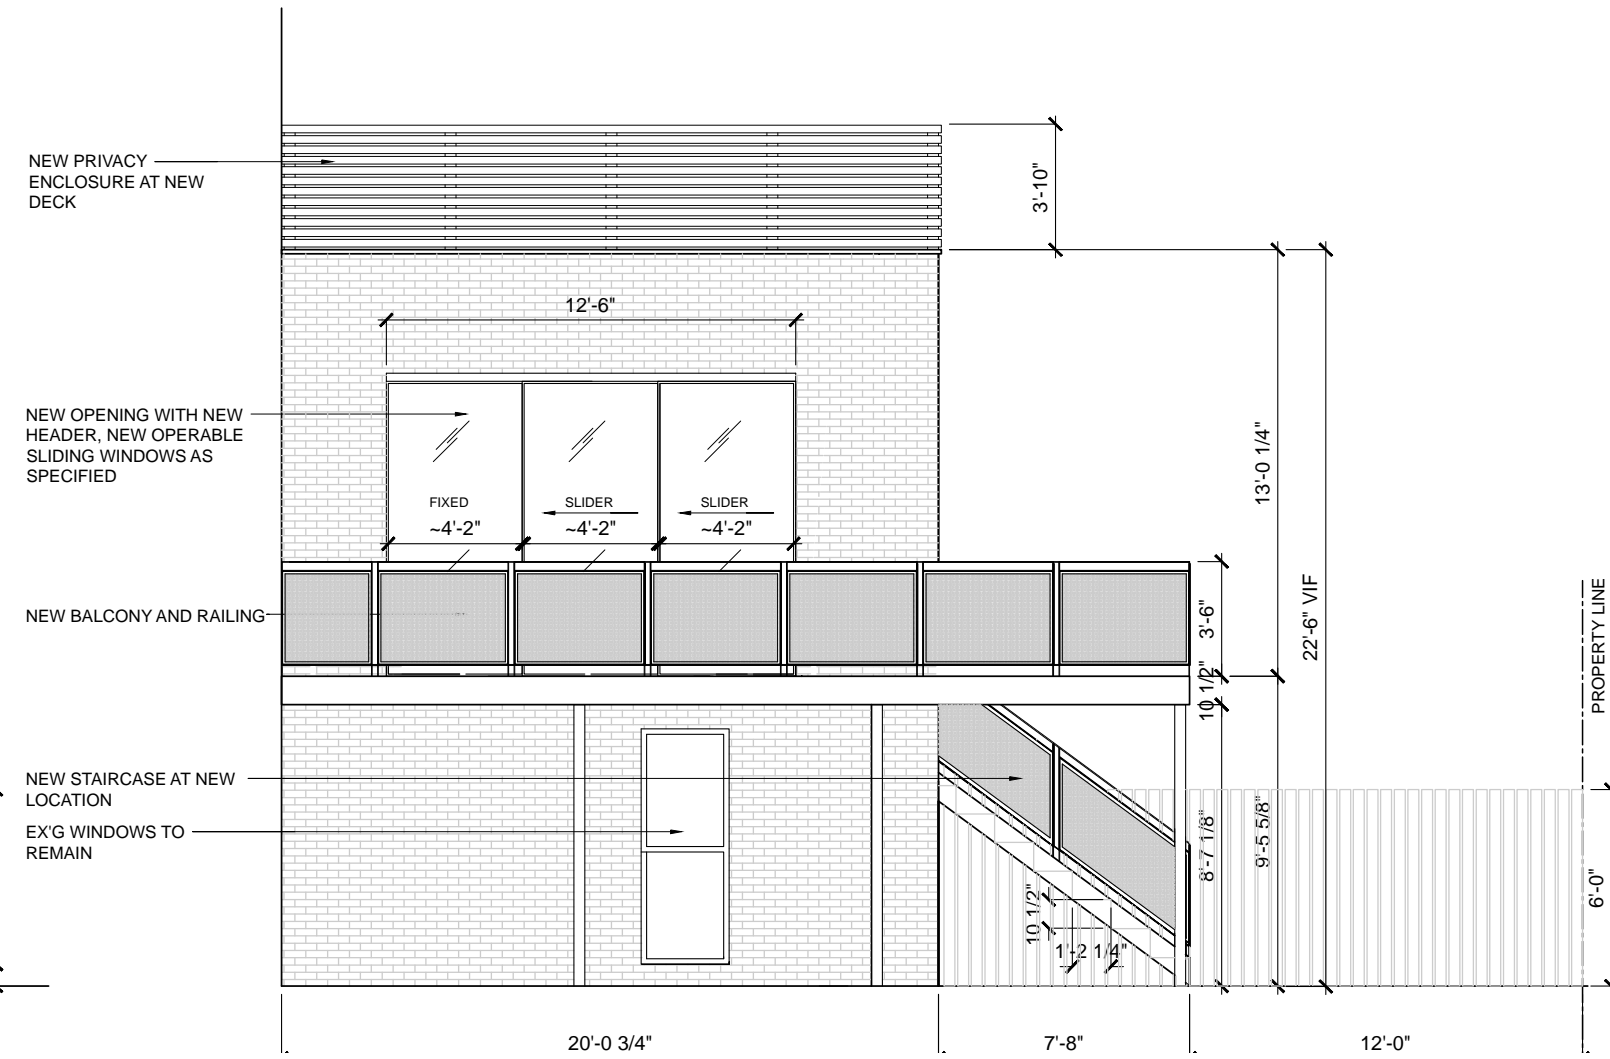 NEW PRIVACY
ENCLOSURE AT NEW
DECK
3'-10"
12'-6"
NEW OPENING WITH NEW
HEADER, NEW OPERABLE
SLIDING WINDOWS AS
SPECIFIED
FIXED
SLIDER
SLIDER
~4'-2"
~4'-2"
~4'-2"
13'-0 1/4"
22'-6" VIF
PROPERTY LINE
NEW BALCONY AND RAILING
3'-6"
10 1/2"
NEW STAIRCASE AT NEW
LOCATION
EX'G WINDOWS TO
REMAIN
8'-7 1/8"
9'-5 5/8"
6'-0"
10 1/2"
1'-2 1/4"
20'-0 3/4"
7'-8"
12'-0"